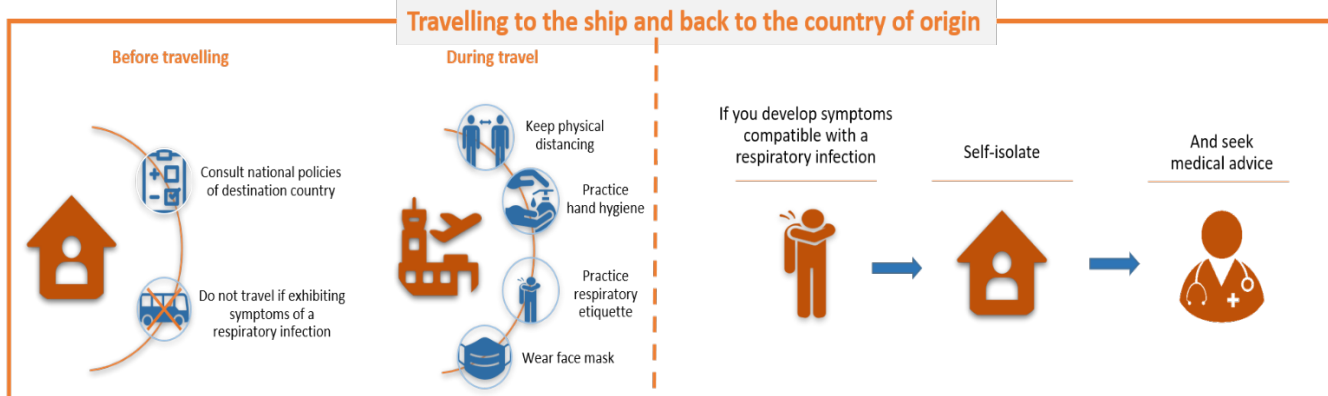 Travelling to the ship and back to the country of origin
Before travelling
Consult national policies
of destination country
Do not travel if exhibiting
symptoms of a
respiratory infection
During travel
Keep physical
distancing
Practice
hand hygiene
Practice
respiratory
etiquette
Wear face mask
If you develop symptoms
compatible with a
respiratory infection
Self-isolate
And seek
medical advice